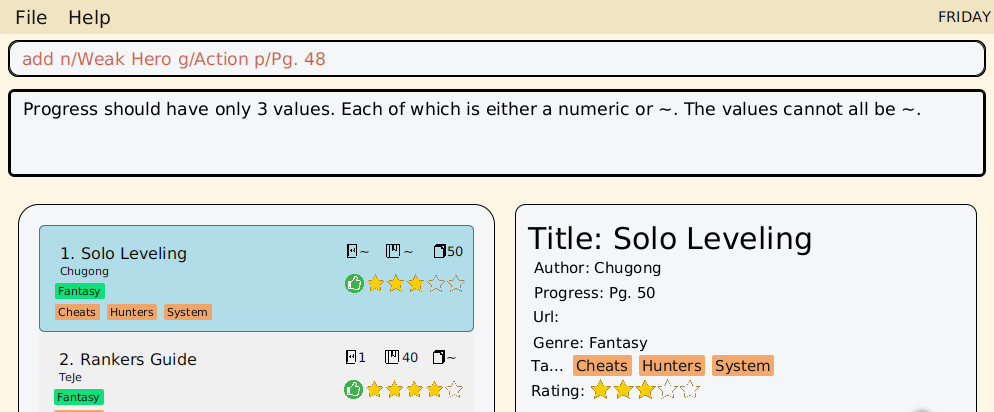 File Help FRIDAY
add n/Weak Hero g/Action p/Pg. 48
Progress should have only 3 values. Each of which is either a numeric or ~. The values cannot all be ~.
1. Solo Leveling ~ ~ 50
Chugong
Fantasy
Cheats Hunters System
2. Rankers Guide 1 40 ~
TeJe
Fantasy
Title: Solo Leveling
Author: Chugong
Progress: Pg. 50
Url:
Genre: Fantasy
Ta... Cheats Hunters System
Rating: